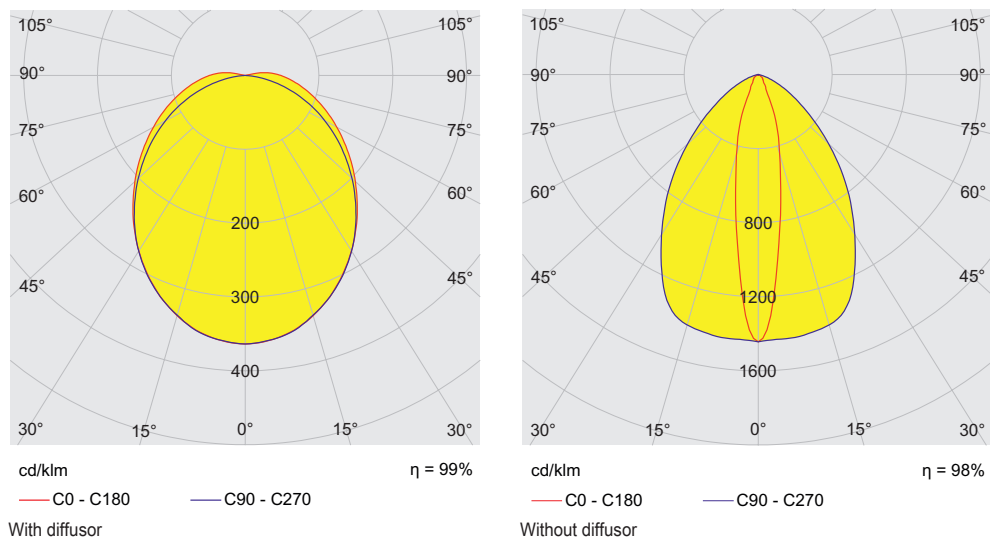 105° 105°
90° 90°
75° 75°
60° 60°
45° 45°
200
300
400
30° 15° 0° 15° 30°
cd/klm η = 99%
C0 - C180 C90 - C270
With diffusor
105° 105°
90° 90°
75° 75°
60° 60°
45° 45°
800
1200
1600
30° 15° 0° 15° 30°
cd/klm η = 98%
C0 - C180 C90 - C270
Without diffusor